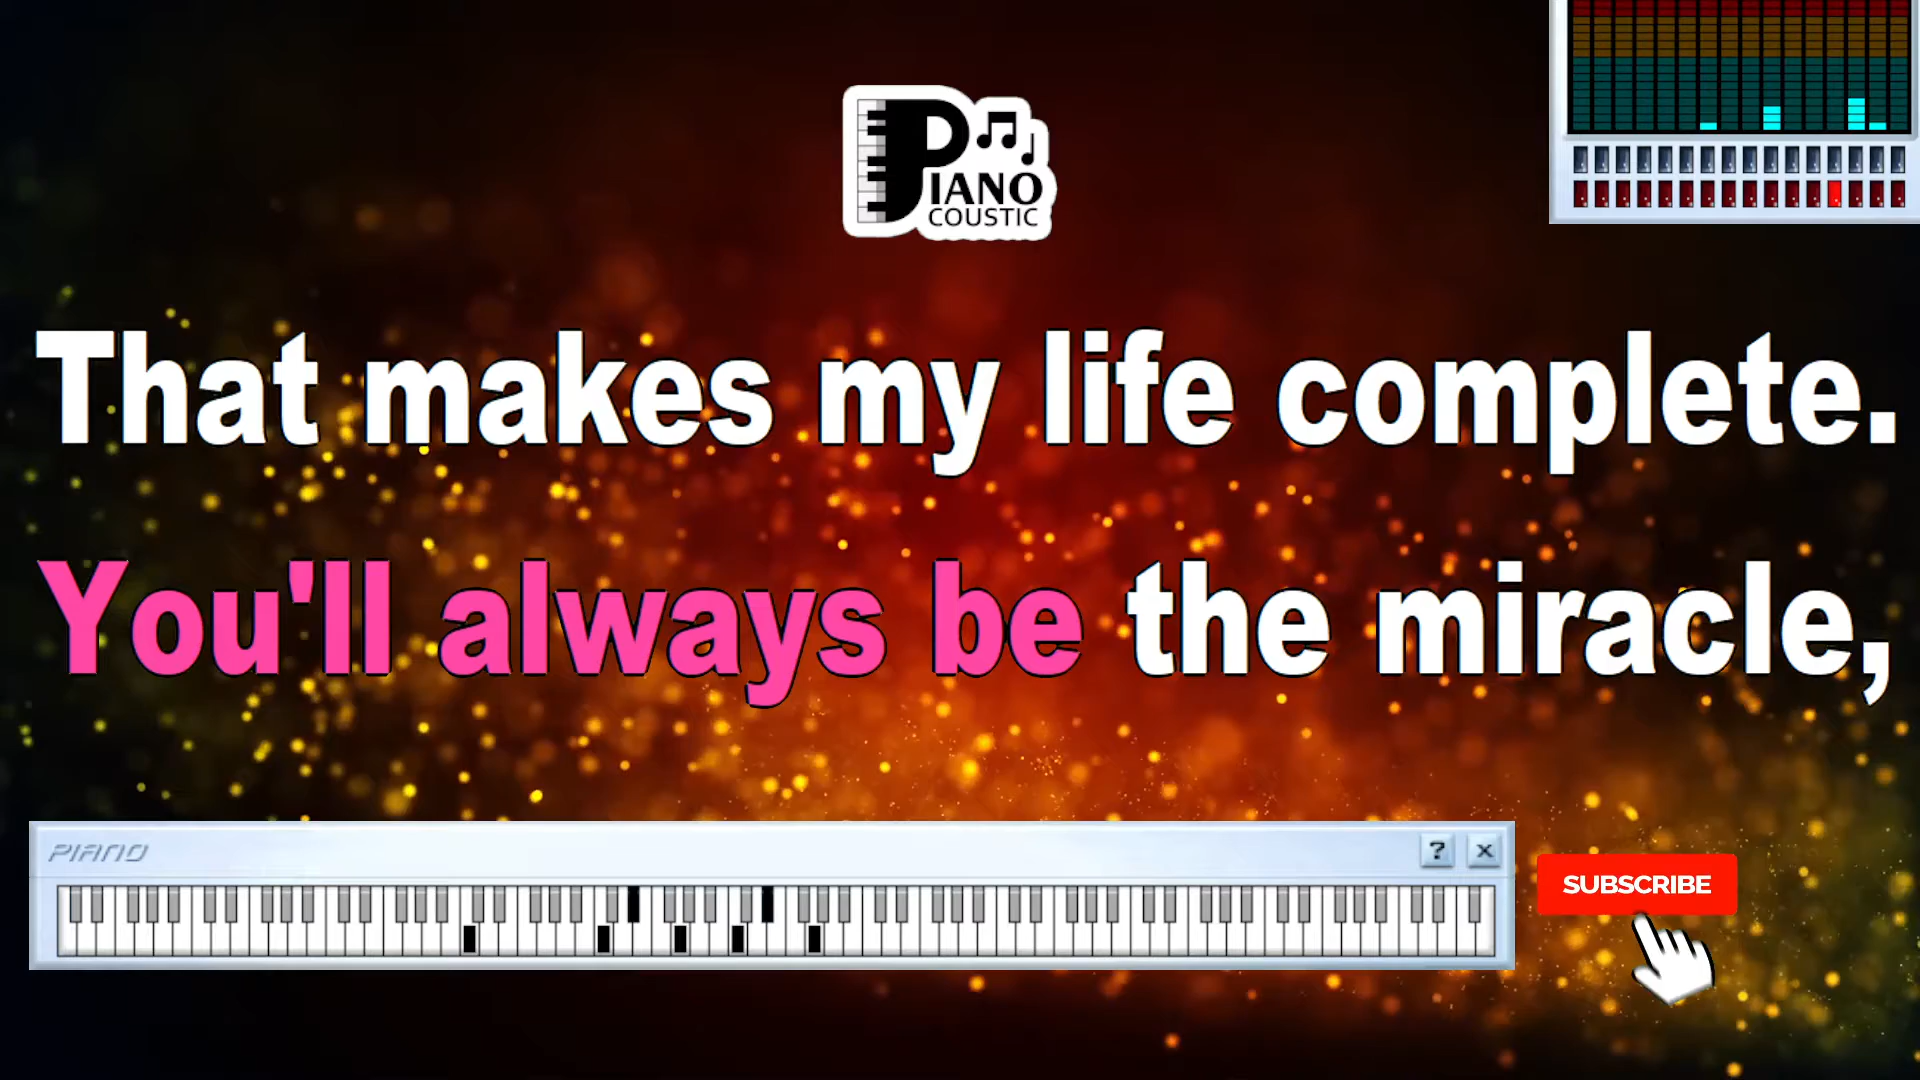 PIANO
COUSTIC
That makes my life complete.
You'll always be the miracle,
PIANO
?
X
SUBSCRIBE